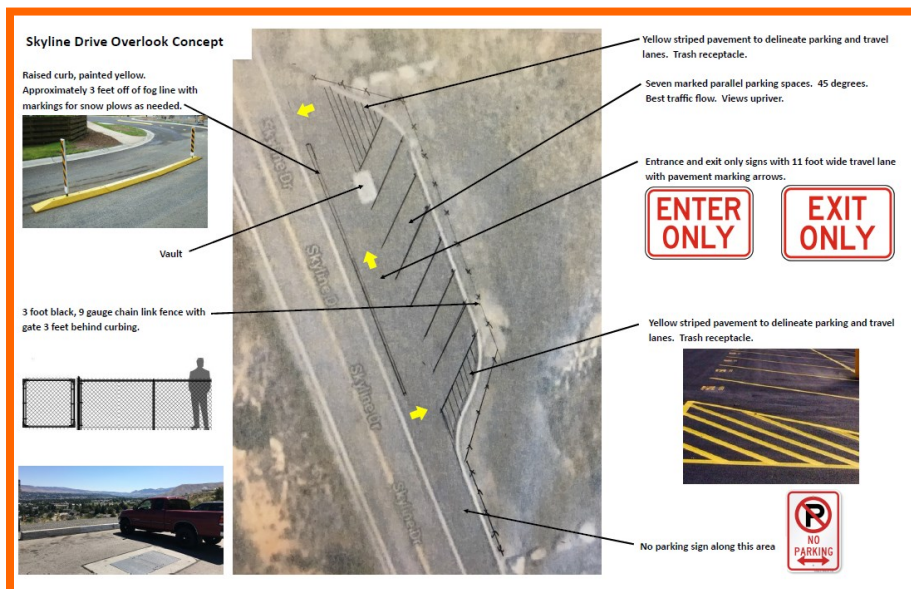 Skyline Drive Overlook Concept
Raised curb, painted yellow.
Approximately 3 feet off of fog line with
markings for snow plows as needed.
Vault
3 foot black, 9 gauge chain link fence with
gate 3 feet behind curbing.
Skyline Dr
Skyline Dr
Skyline Dr
Skyline Dr
Yellow striped pavement to delineate parking and travel
lanes. Trash receptacle.
Seven marked parallel parking spaces. 45 degrees.
Best traffic flow. Views upriver.
Entrance and exit only signs with 11 foot wide travel lane
with pavement marking arrows.
ENTER
ONLY
EXIT
ONLY
Yellow striped pavement to delineate parking and travel
lanes. Trash receptacle.
No parking sign along this area
P
NO
PARKING